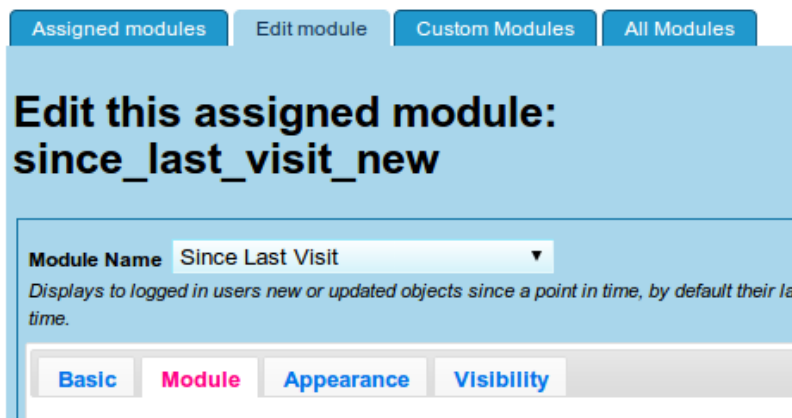 Assigned modules Edit module Custom Modules All Modules
Edit this assigned module:
since_last_visit_new
Module Name Since Last Visit
Displays to logged in users new or updated objects since a point in time, by default their
time.
Basic Module Appearance Visibility